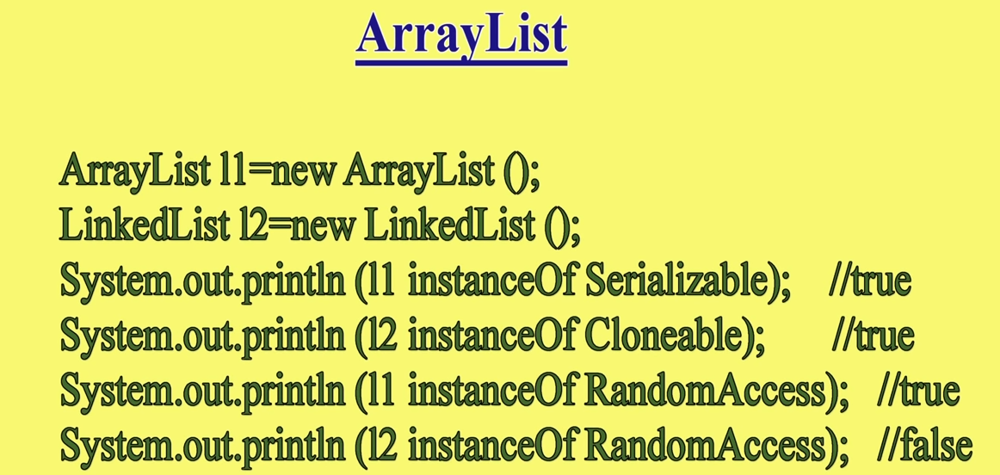 ArrayList
ArrayList l1=new ArrayList ();
LinkedList l2=new LinkedList ();
System.out.println (l1 instanceOf Serializable); //true
System.out.println (l2 instanceOf Cloneable); //true
System.out.println (l1 instanceOf RandomAccess); //true
System.out.println (l2 instanceOf RandomAccess); //false